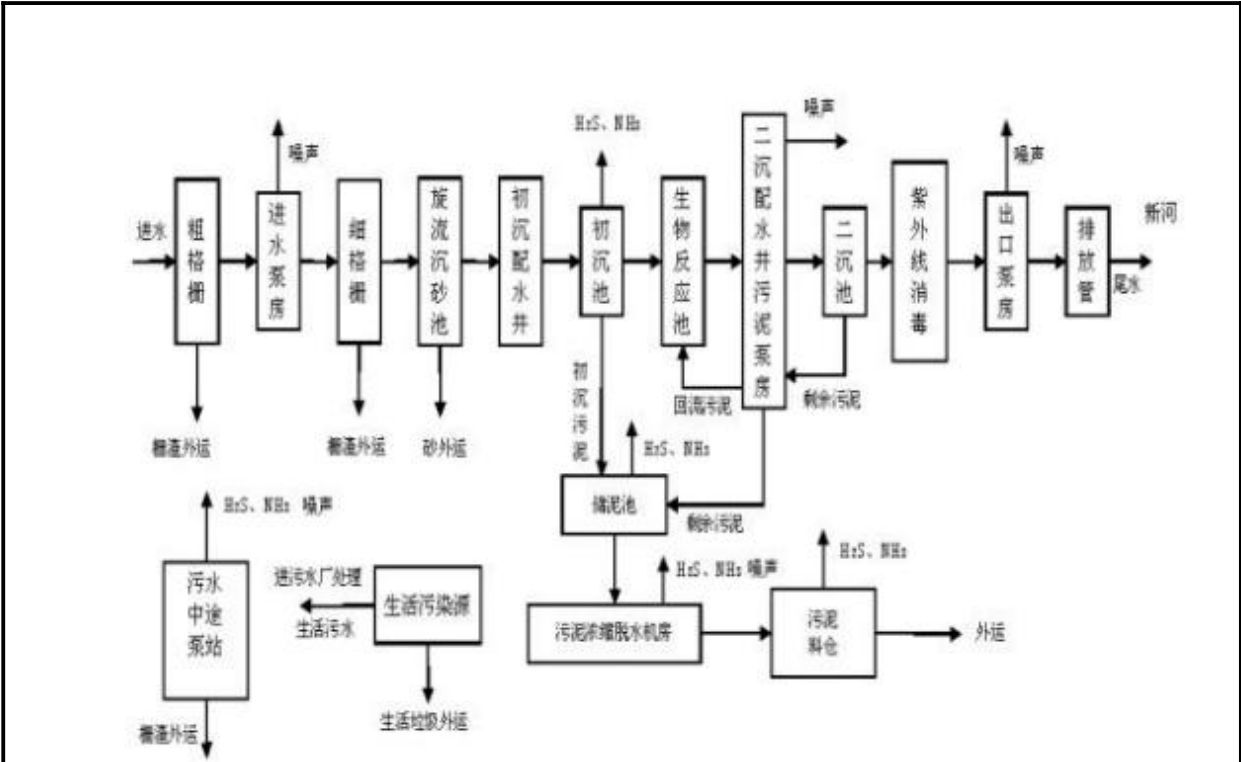 噪声
H₂S、NH₃
噪声
噪声
进水
粗格栅
进水泵房
细格栅
旋流沉砂池
初沉配水井
初沉池
生物反应池
二沉配水井污泥泵房
二沉池
紫外线消毒
出口泵房
排放管
新河
尾水
栅渣外运
栅渣外运
砂外运
初沉污泥
回流污泥
剩余污泥
H₂S、NH₃
储泥池
剩余污泥
H₂S、NH₃ 噪声
污水中途泵站
栅渣外运
进污水厂处理
生活污水
生活污染源
生活垃圾外运
H₂S、NH₃ 噪声
污泥浓缩脱水机房
H₂S、NH₃
污泥料仓
外运